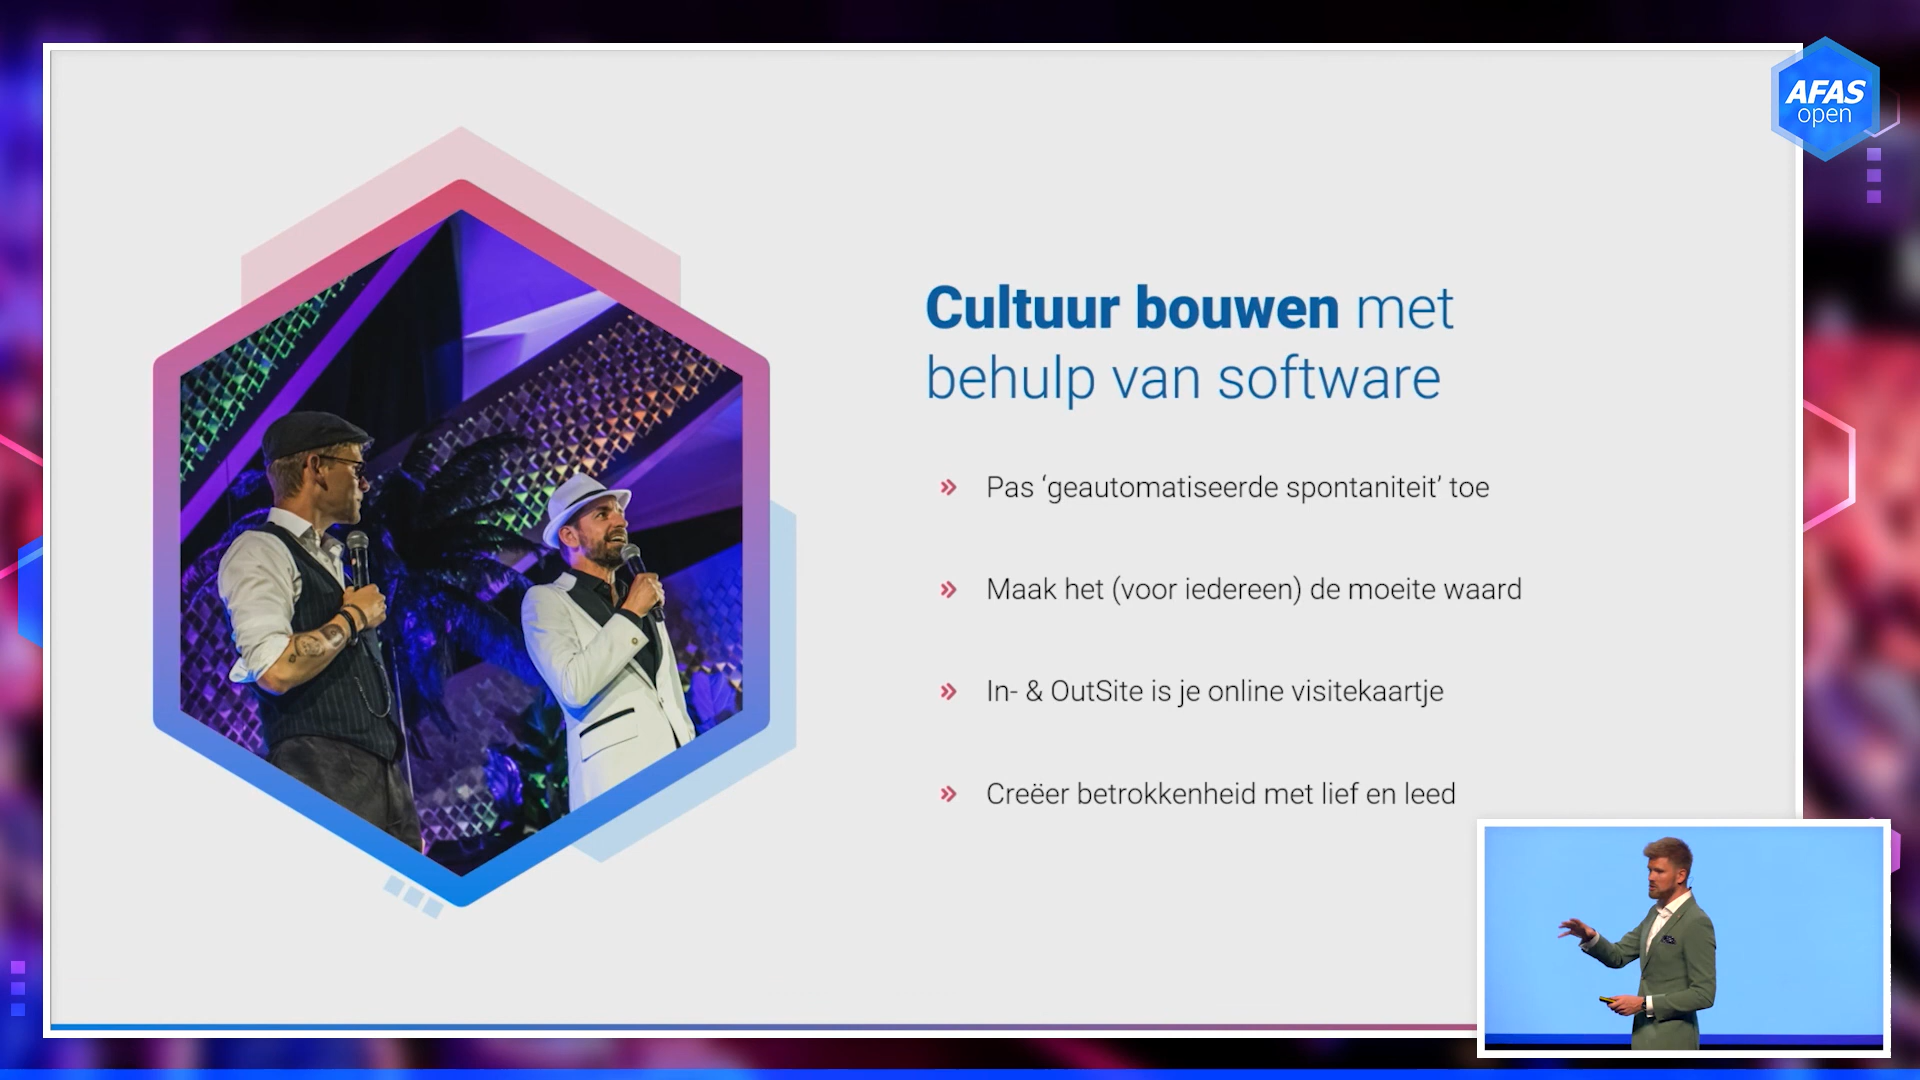 AFAS
open
Cultuur bouwen met
behulp van software
» Pas ‘geautomatiseerde spontaniteit’ toe
» Maak het (voor iedereen) de moeite waard
» In- & OutSite is je online visitekaartje
» Creëer betrokkenheid met lief en leed